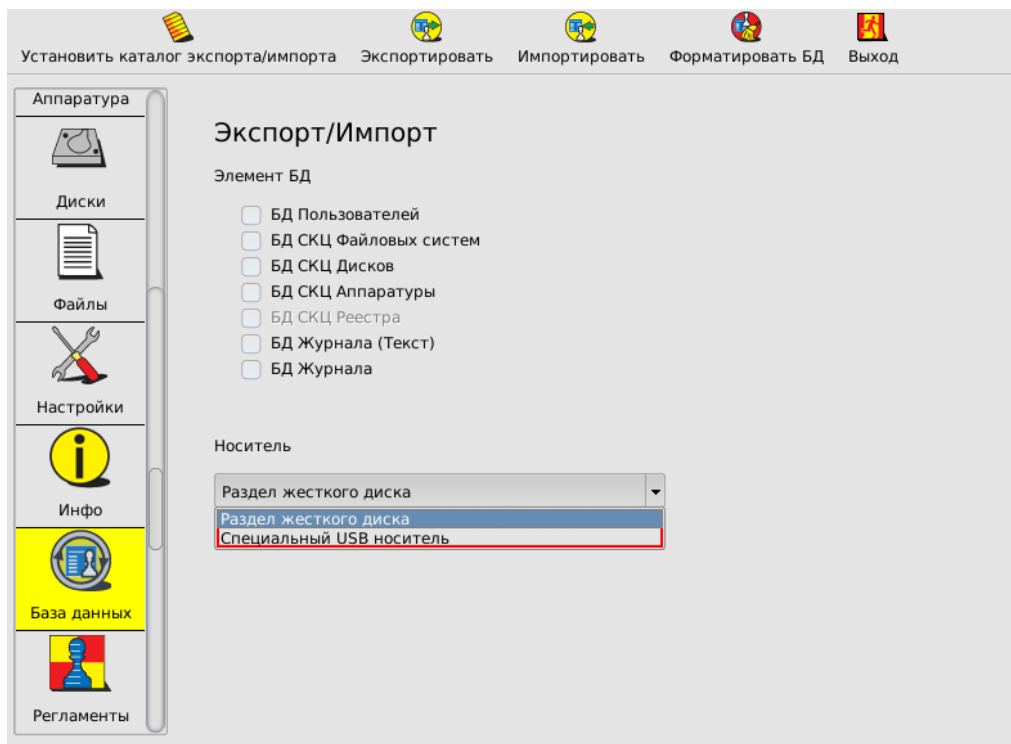 Установить каталог экспорта/импорта Экспортировать Импортировать Форматировать БД Выход
Аппаратура
Диски
Файлы
Настройки
Инфо
База данных
Регламенты
Экспорт/Импорт
Элемент БД
БД Пользователей
БД СКЦ Файловых систем
БД СКЦ Дисков
БД СКЦ Аппаратуры
БД СКЦ Реестра
БД Журнала (Текст)
БД Журнала
Носитель
Раздел жесткого диска
Раздел жесткого диска
Специальный USB носитель